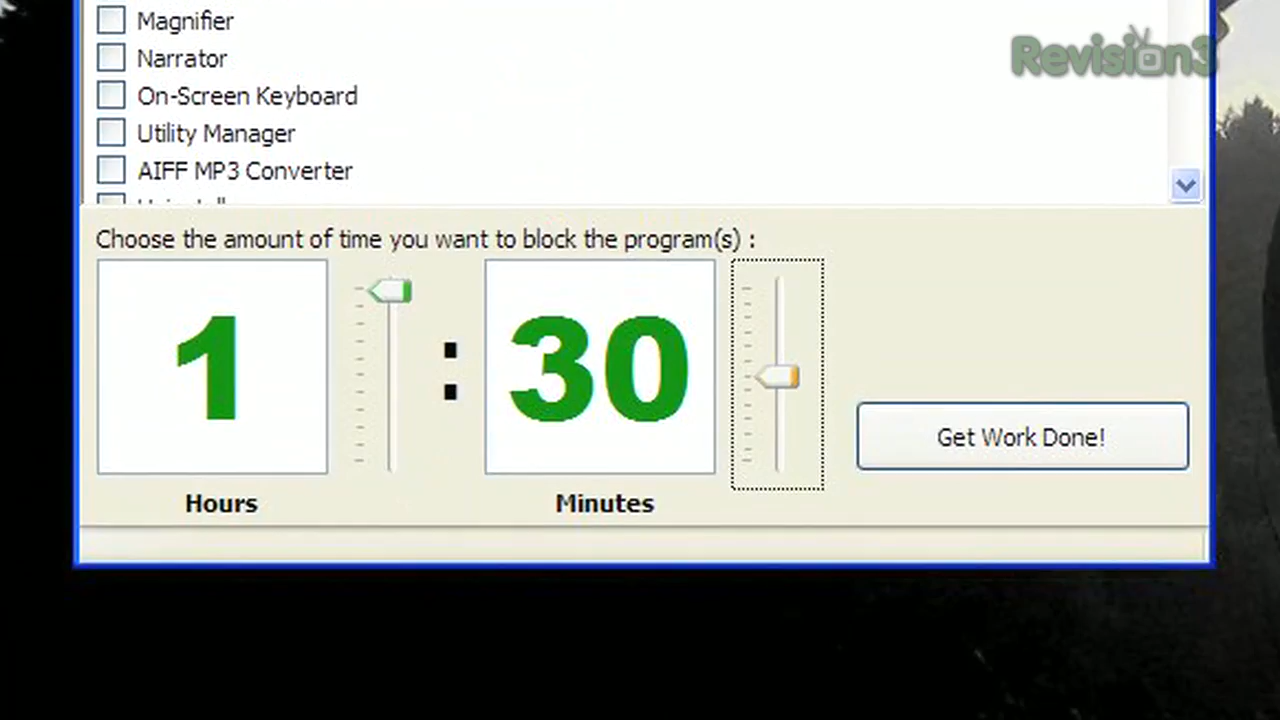 Magnifier
Revision3
Narrator
On-Screen Keyboard
Utility Manager
AIFF MP3 Converter
Choose the amount of time you want to block the program(s) :
1 : 30
Get Work Done!
Hours Minutes